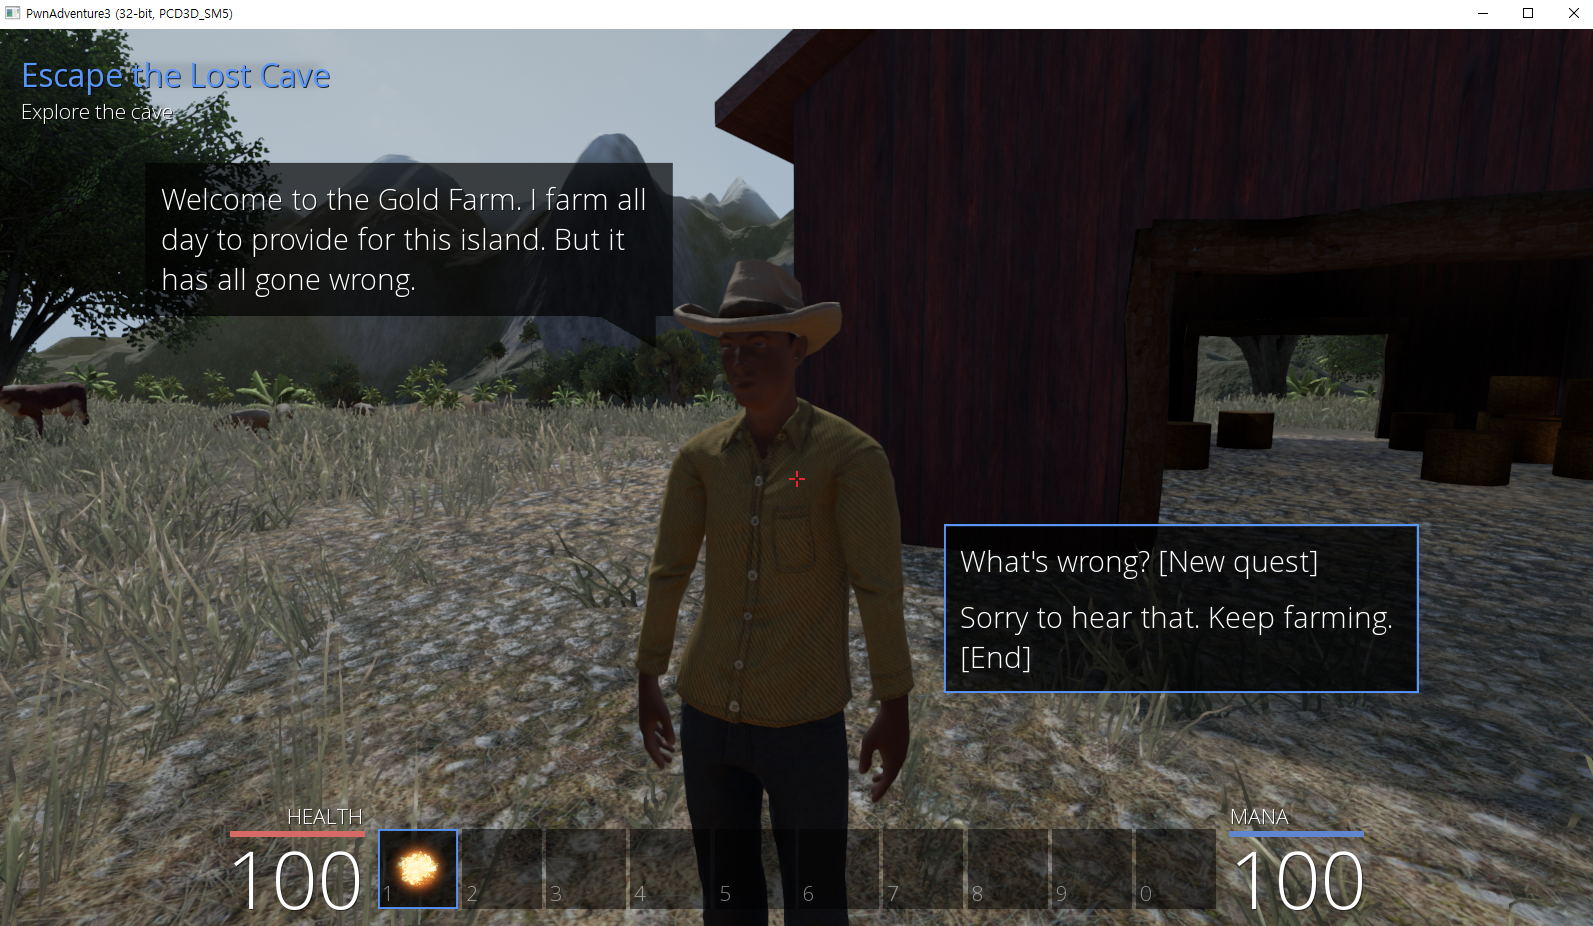 PwnAdventure3 (32-bit, PCD3D_SM5)
Escape the Lost Cave
Explore the cave
Welcome to the Gold Farm. I farm all
day to provide for this island. But it
has all gone wrong.
What's wrong? [New quest]
Sorry to hear that. Keep farming.
[End]
HEALTH
100
1
2
3
4
5
6
7
8
9
0
MANA
100